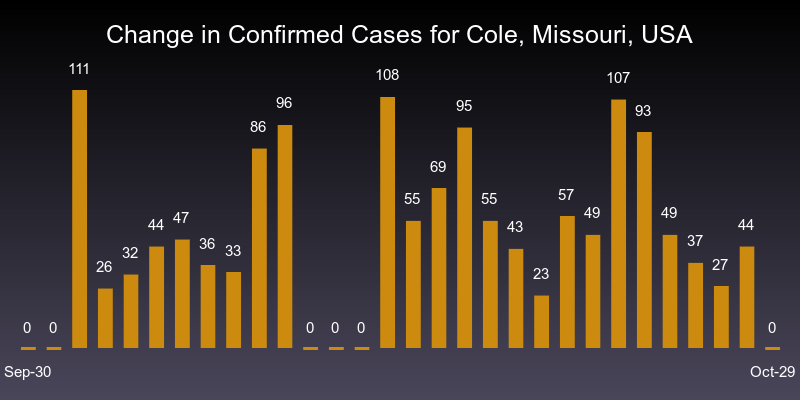 Change in Confirmed Cases for Cole, Missouri, USA
0 0 111 26 32 44 47 36 33 86 96 0 0 0 108 55 69 95 55 43 23 57 49 107 93 49 37 27 44 0
Sep-30 Oct-29